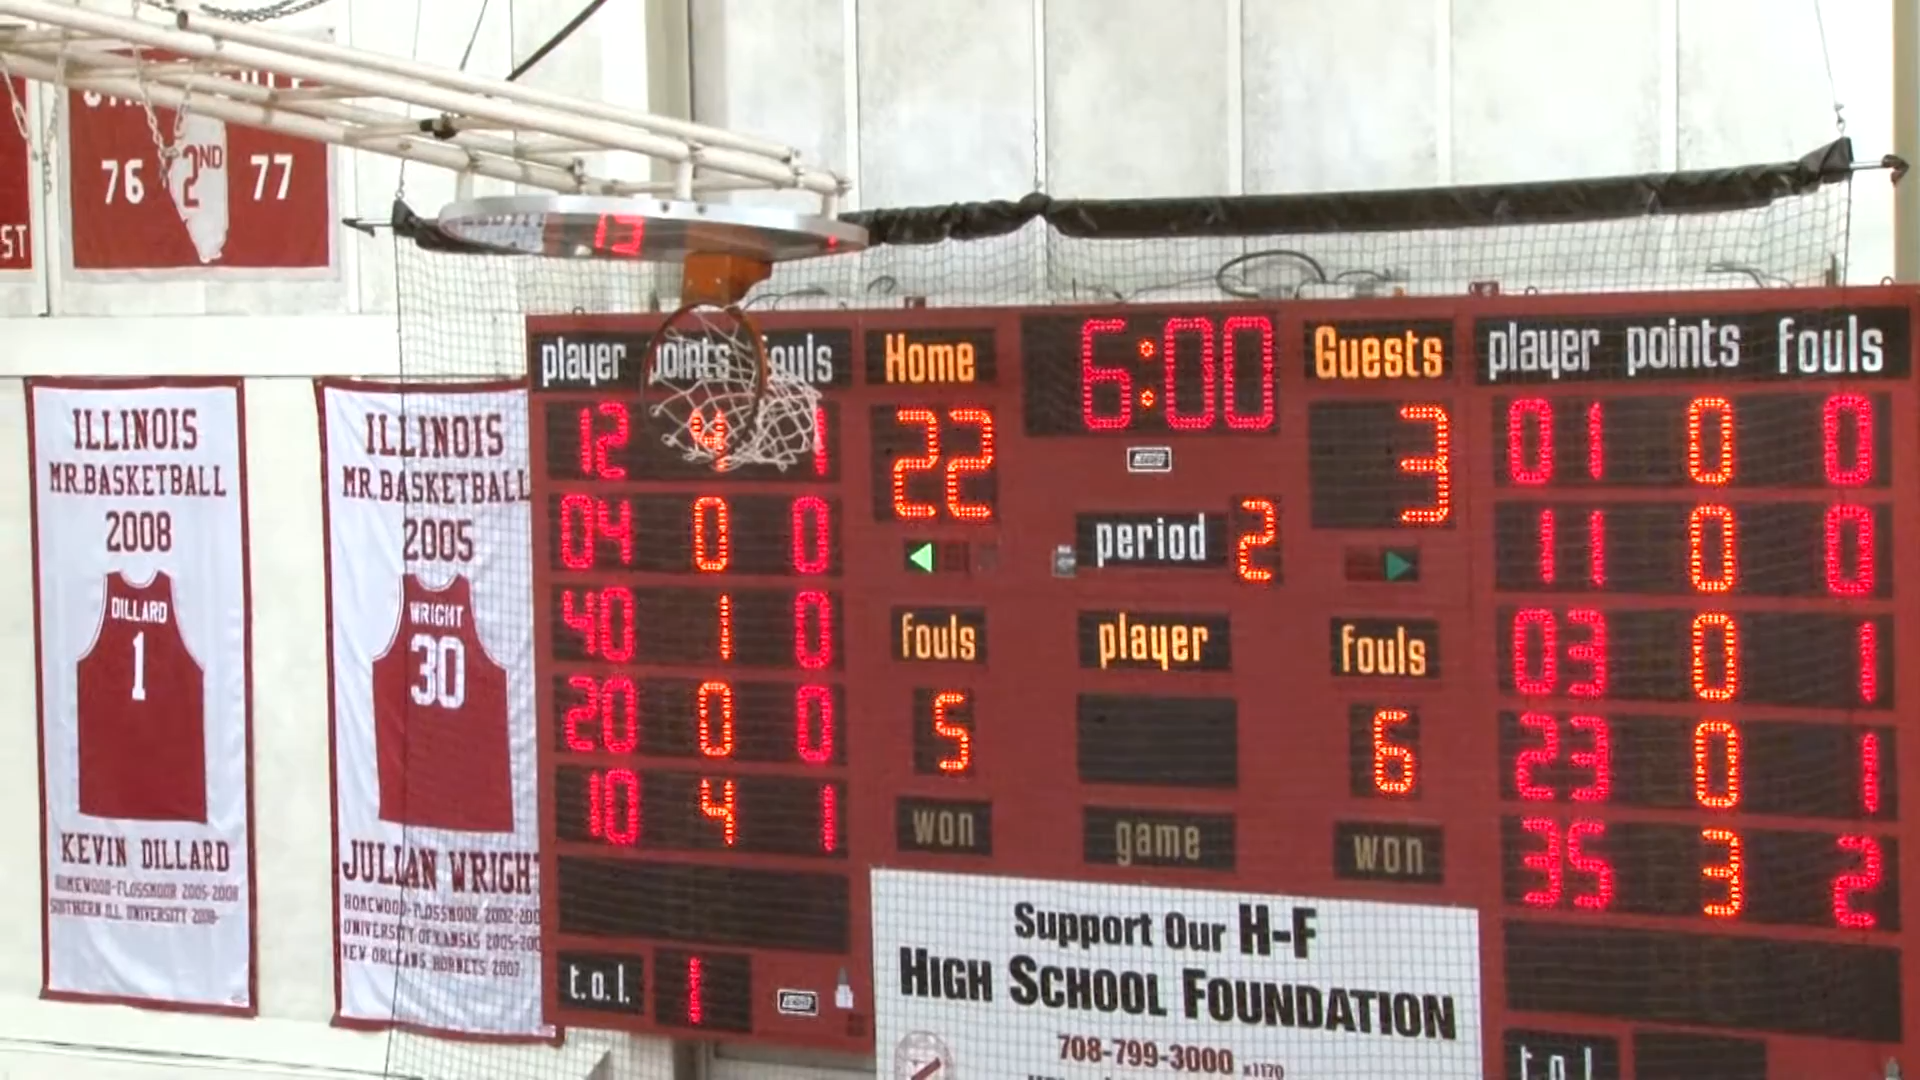 76 2ND 77
ST
13
ILLINOIS
MR. BASKETBALL
2008
DILLARD
1
KEVIN DILLARD
HOMEWOOD-FLOSSMOOR 2005-2008
SOUTHERN ILL UNIVERSITY 2008-
ILLINOIS
MR. BASKETBALL
2005
WRIGHT
30
JULIAN WRIGHT
HOMEWOOD-FLOSSMOOR 2002-200
UNIVERSITY OF KANSAS 2005-200
NEW ORLEANS HORNETS 2007
player points fouls
12 1
04 0 0
40 1 0
20 0 0
10 4 1
t.o.l. 1
Home 6:00 Guests
22 3
period 2
fouls player fouls
5 6
won game won
player points fouls
01 0 0
11 0 0
03 0 1
23 0 1
35 3 2
t.o.l.
Support Our H-F
HIGH SCHOOL FOUNDATION
708-799-3000 x1170